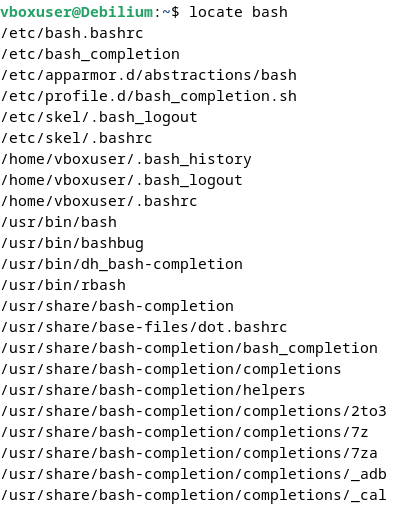 vboxuser@Debilium:~$ locate bash
/etc/bash.bashrc
/etc/bash_completion
/etc/apparmor.d/abstractions/bash
/etc/profile.d/bash_completion.sh
/etc/skel/.bash_logout
/etc/skel/.bashrc
/home/vboxuser/.bash_history
/home/vboxuser/.bash_logout
/home/vboxuser/.bashrc
/usr/bin/bash
/usr/bin/bashbug
/usr/bin/dh_bash-completion
/usr/bin/rbash
/usr/share/bash-completion
/usr/share/base-files/dot.bashrc
/usr/share/bash-completion/bash_completion
/usr/share/bash-completion/completions
/usr/share/bash-completion/helpers
/usr/share/bash-completion/completions/2to3
/usr/share/bash-completion/completions/7z
/usr/share/bash-completion/completions/7za
/usr/share/bash-completion/completions/_adb
/usr/share/bash-completion/completions/_cal